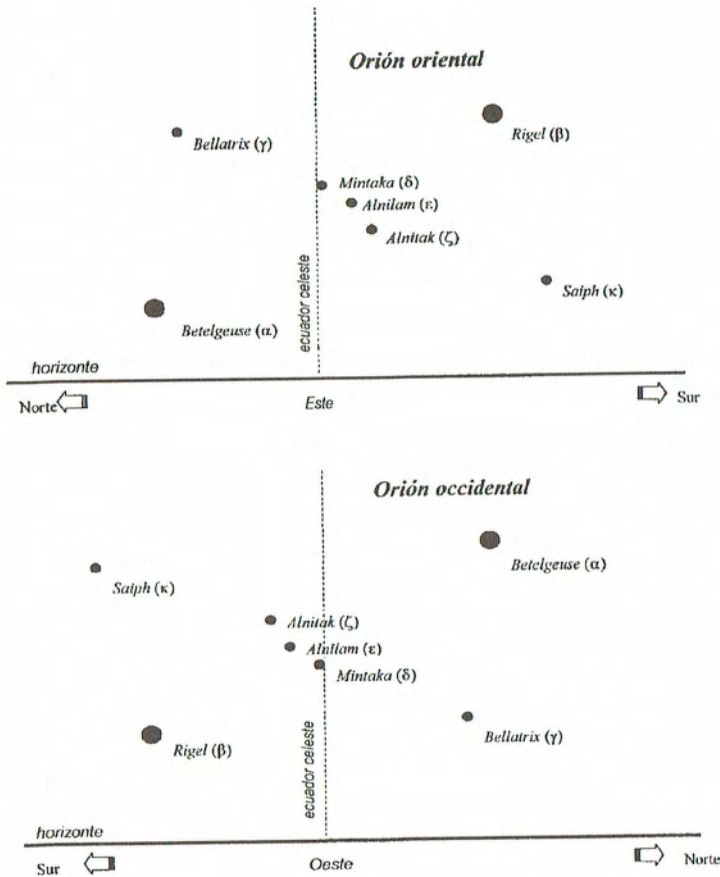 Orión oriental
Bellatrix (γ)
Rigel (β)
Mintaka (δ)
Alnilam (ε)
Alnitak (ζ)
ecuador celeste
Saiph (κ)
Betelgeuse (α)
horizonte
Norte
Este
Sur
Orión occidental
Betelgeuse (α)
Saiph (κ)
Alnitak (ζ)
Alnilam (ε)
Mintaka (δ)
ecuador celeste
Rigel (β)
Bellatrix (γ)
horizonte
Sur
Oeste
Norte